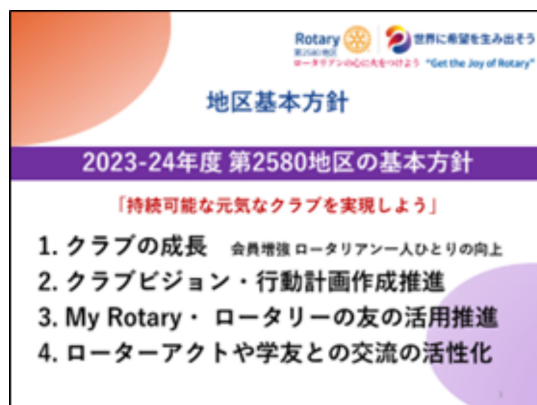 Rotary 世界に希望を生み出そう
第2580地区
ロータリアンの心に火をつけよう "Get the Joy of Rotary"
地区基本方針
2023-24年度 第2580地区の基本方針
「持続可能な元気なクラブを実現しよう」
1. クラブの成長 会員増強 ロータリアン一人ひとりの向上
2. クラブビジョン・行動計画作成推進
3. My Rotary・ ロータリーの友の活用推進
4. ローターアクトや学友との交流の活性化